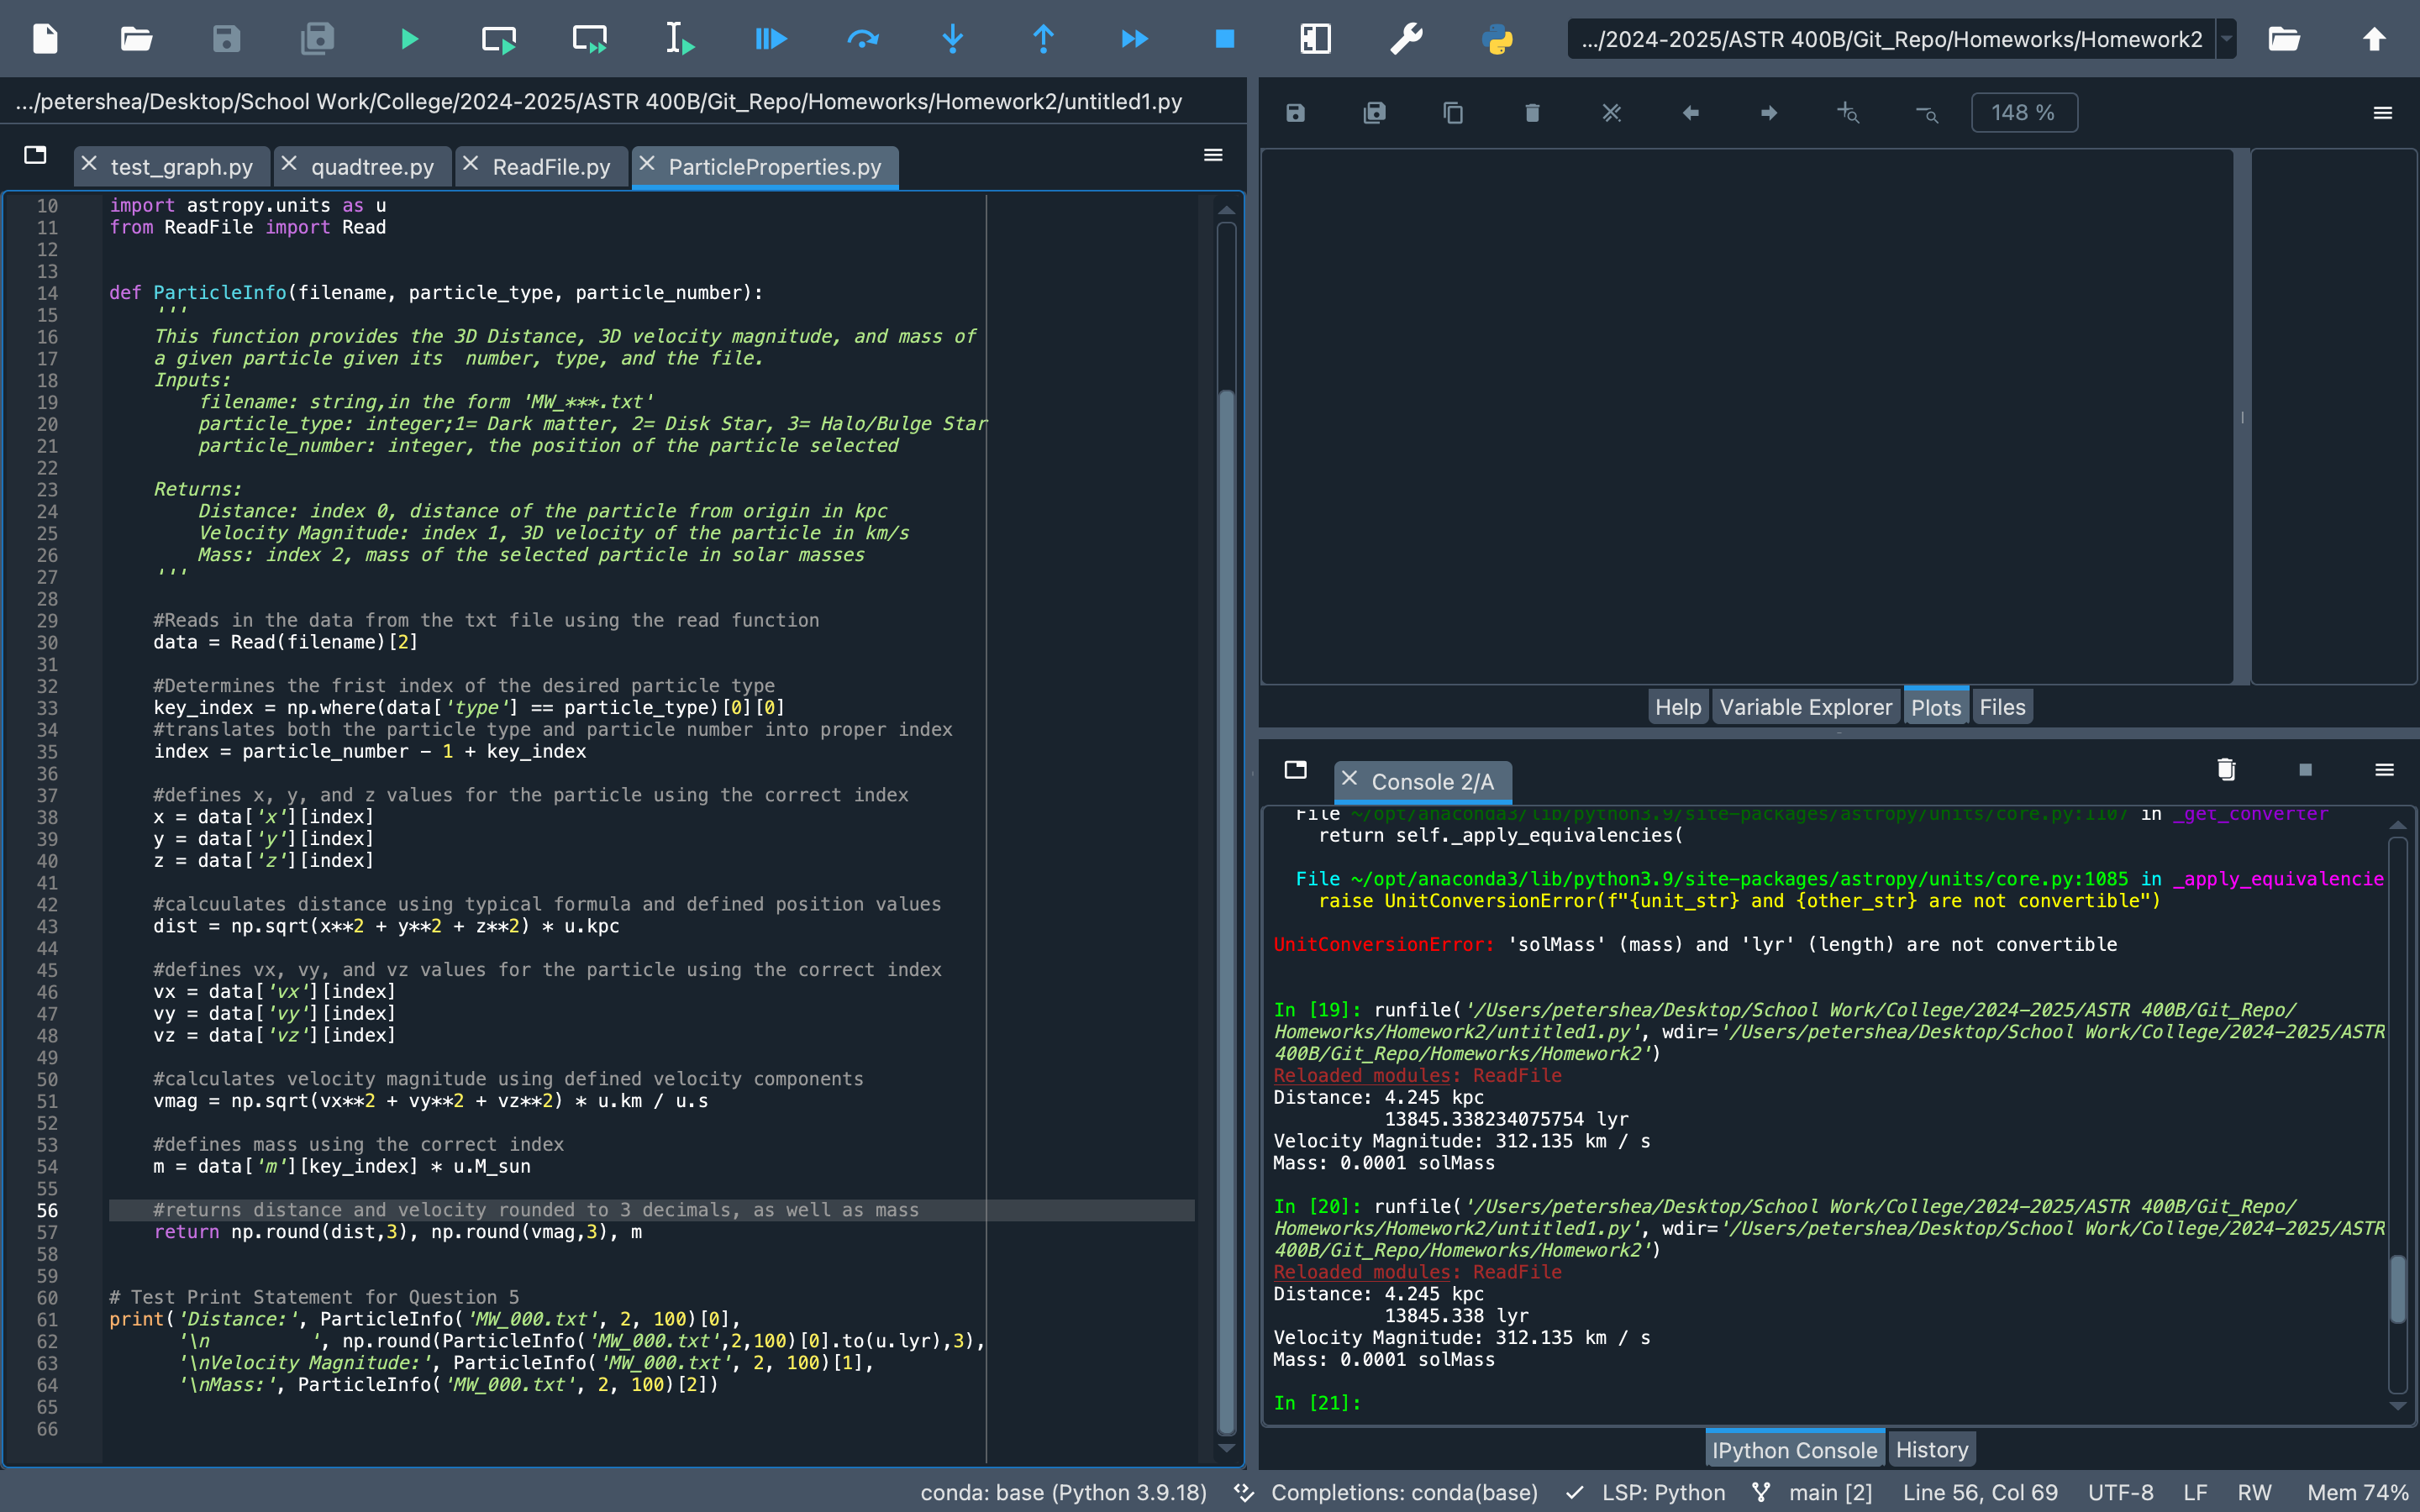 .../2024-2025/ASTR 400B/Git_Repo/Homeworks/Homework2
.../petershea/Desktop/School Work/College/2024-2025/ASTR 400B/Git_Repo/Homeworks/Homework2/untitled1.py
test_graph.py
quadtree.py
ReadFile.py
ParticleProperties.py
10 import astropy.units as u
11 from ReadFile import Read
12
13
14 def ParticleInfo(filename, particle_type, particle_number):
15     '''
16     This function provides the 3D Distance, 3D velocity magnitude, and mass of
17     a given particle given its  number, type, and the file.
18     Inputs:
19         filename: string,in the form 'MW_***.txt'
20         particle_type: integer;1= Dark matter, 2= Disk Star, 3= Halo/Bulge Star
21         particle_number: integer, the position of the particle selected
22
23     Returns:
24         Distance: index 0, distance of the particle from origin in kpc
25         Velocity Magnitude: index 1, 3D velocity of the particle in km/s
26         Mass: index 2, mass of the selected particle in solar masses
27     '''
28
29     #Reads in the data from the txt file using the read function
30     data = Read(filename)[2]
31
32     #Determines the frist index of the desired particle type
33     key_index = np.where(data['type'] == particle_type)[0][0]
34     #translates both the particle type and particle number into proper index
35     index = particle_number - 1 + key_index
36
37     #defines x, y, and z values for the particle using the correct index
38     x = data['x'][index]
39     y = data['y'][index]
40     z = data['z'][index]
41
42     #calcuulates distance using typical formula and defined position values
43     dist = np.sqrt(x**2 + y**2 + z**2) * u.kpc
44
45     #defines vx, vy, and vz values for the particle using the correct index
46     vx = data['vx'][index]
47     vy = data['vy'][index]
48     vz = data['vz'][index]
49
50     #calculates velocity magnitude using defined velocity components
51     vmag = np.sqrt(vx**2 + vy**2 + vz**2) * u.km / u.s
52
53     #defines mass using the correct index
54     m = data['m'][key_index] * u.M_sun
55
56     #returns distance and velocity rounded to 3 decimals, as well as mass
57     return np.round(dist,3), np.round(vmag,3), m
58
59
60 # Test Print Statement for Question 5
61 print('Distance:', ParticleInfo('MW_000.txt', 2, 100)[0],
62       '\n         ', np.round(ParticleInfo('MW_000.txt',2,100)[0].to(u.lyr),3),
63       '\nVelocity Magnitude:', ParticleInfo('MW_000.txt', 2, 100)[1],
64       '\nMass:', ParticleInfo('MW_000.txt', 2, 100)[2])
65
66
148 %
Help
Variable Explorer
Plots
Files
Console 2/A
File ~/opt/anaconda3/lib/python3.9/site-packages/astropy/units/core.py:1107 in _get_converter
return self._apply_equivalencies(
File ~/opt/anaconda3/lib/python3.9/site-packages/astropy/units/core.py:1085 in _apply_equivalencie
raise UnitConversionError(f"{unit_str} and {other_str} are not convertible")
UnitConversionError: 'solMass' (mass) and 'lyr' (length) are not convertible
In [19]: runfile('/Users/petershea/Desktop/School Work/College/2024-2025/ASTR 400B/Git_Repo/
Homeworks/Homework2/untitled1.py', wdir='/Users/petershea/Desktop/School Work/College/2024-2025/ASTR
400B/Git_Repo/Homeworks/Homework2')
Reloaded modules: ReadFile
Distance: 4.245 kpc
13845.338234075754 lyr
Velocity Magnitude: 312.135 km / s
Mass: 0.0001 solMass
In [20]: runfile('/Users/petershea/Desktop/School Work/College/2024-2025/ASTR 400B/Git_Repo/
Homeworks/Homework2/untitled1.py', wdir='/Users/petershea/Desktop/School Work/College/2024-2025/ASTR
400B/Git_Repo/Homeworks/Homework2')
Reloaded modules: ReadFile
Distance: 4.245 kpc
13845.338 lyr
Velocity Magnitude: 312.135 km / s
Mass: 0.0001 solMass
In [21]:
IPython Console
History
conda: base (Python 3.9.18)
Completions: conda(base)
LSP: Python
main [2]
Line 56, Col 69
UTF-8
LF
RW
Mem 74%